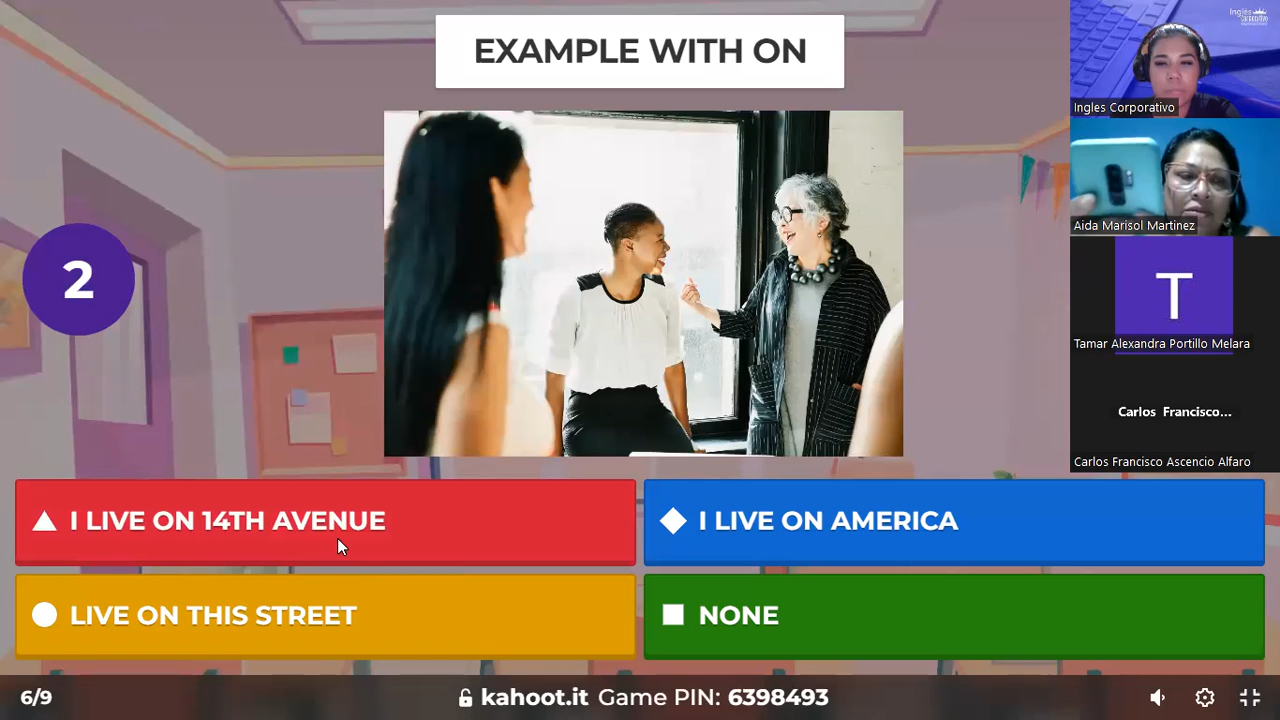 EXAMPLE WITH ON
Inglés
CORPORATIVO
Ingles Corporativo
Aida Marisol Martinez
T
Tamar Alexandra Portillo Melara
Carlos Francisco...
Carlos Francisco Ascencio Alfaro
2
I LIVE ON 14TH AVENUE
I LIVE ON AMERICA
LIVE ON THIS STREET
NONE
6/9
kahoot.it Game PIN: 6398493